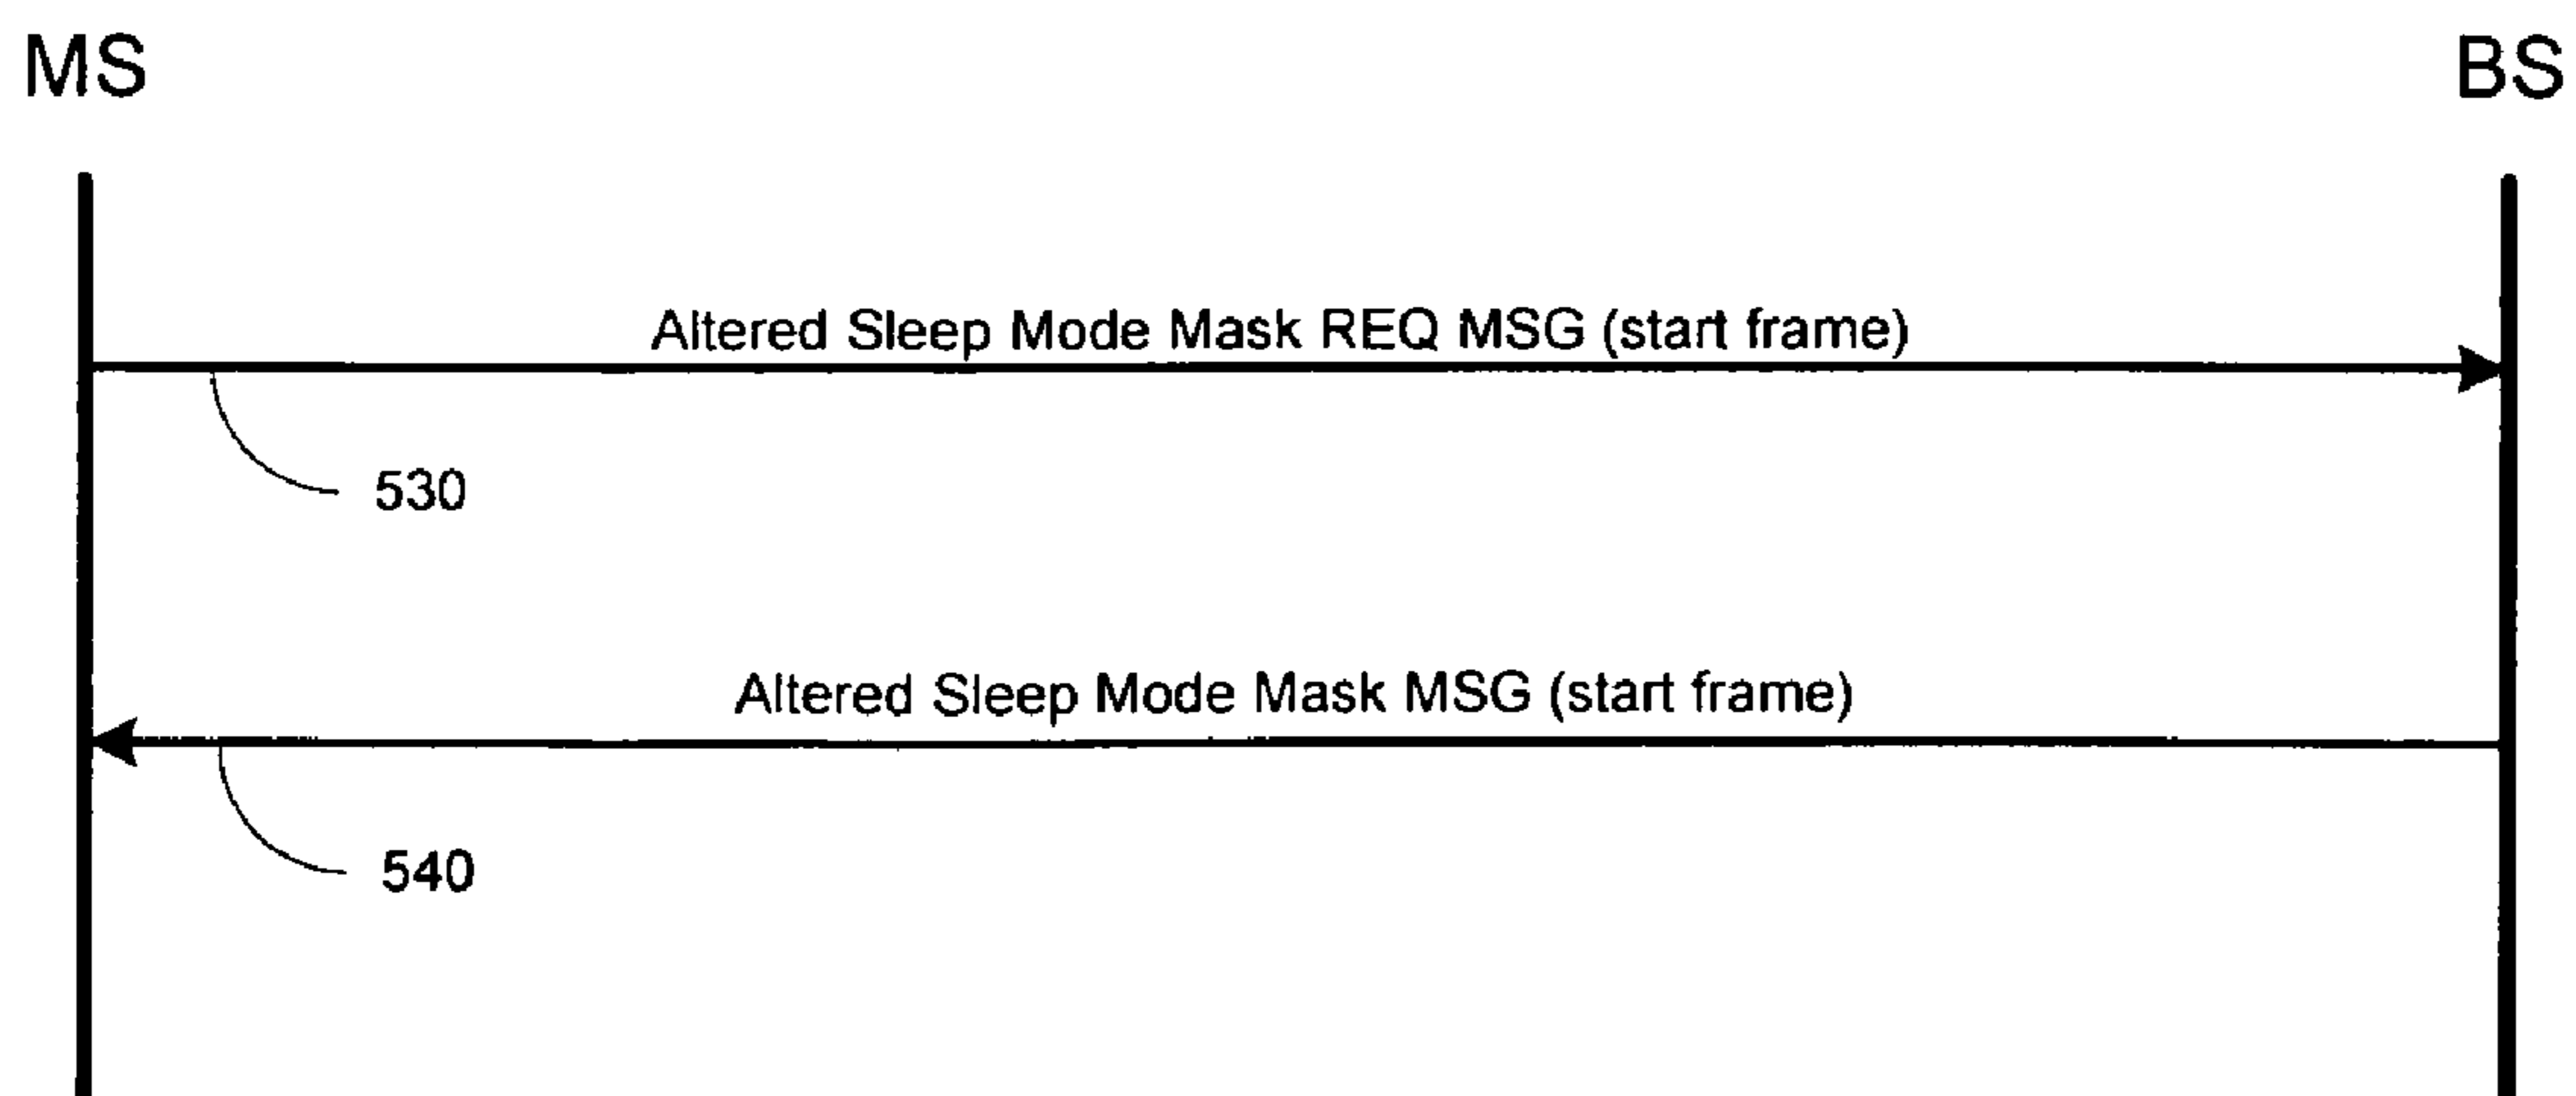 MS
BS
Altered Sleep Mode Mask REQ MSG (start frame)
530
Altered Sleep Mode Mask MSG (start frame)
540